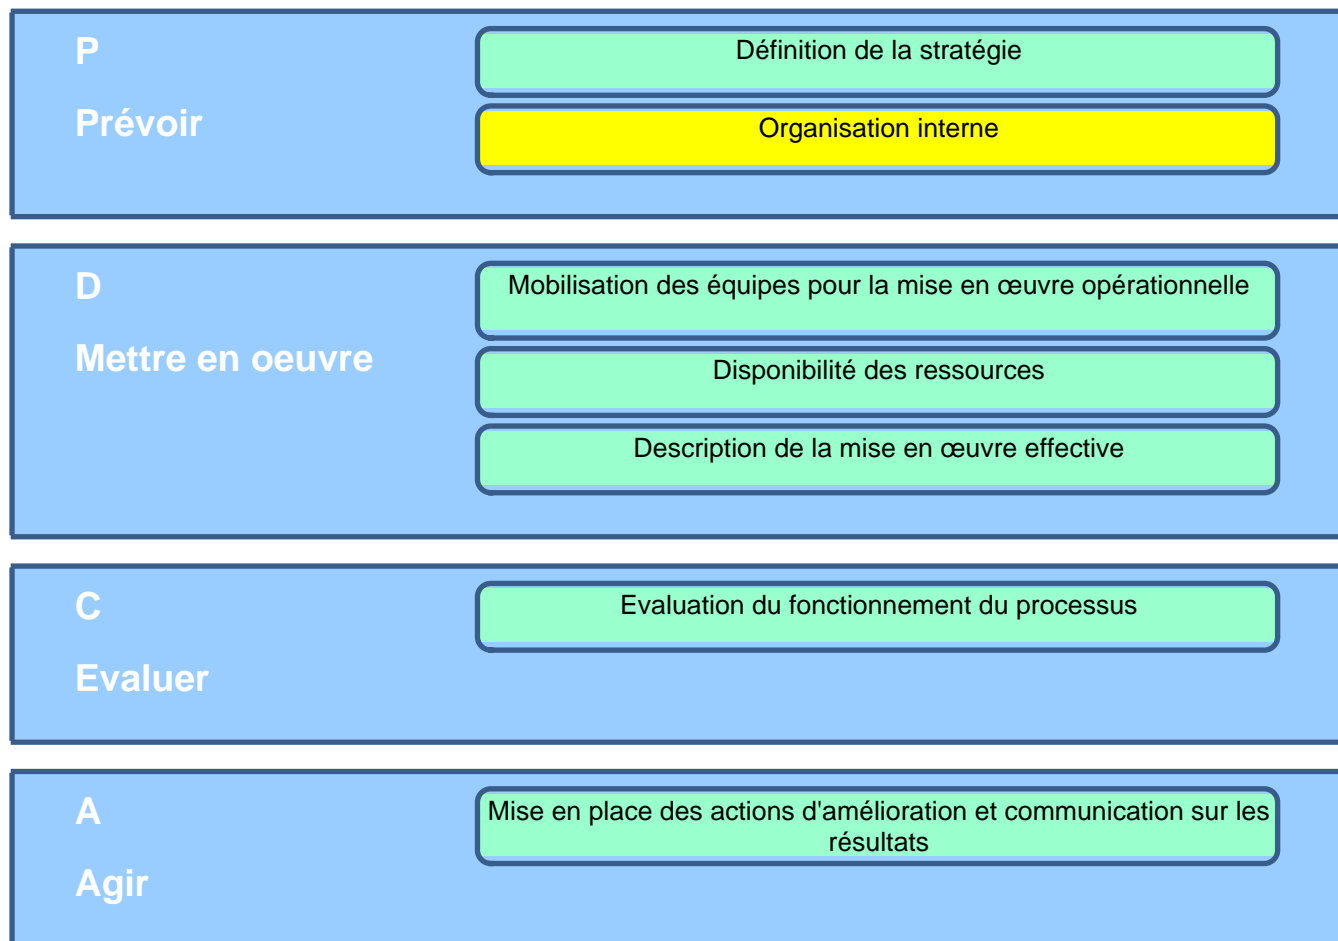 P
Prévoir
Définition de la stratégie
Organisation interne
D
Mettre en oeuvre
Mobilisation des équipes pour la mise en œuvre opérationnelle
Disponibilité des ressources
Description de la mise en œuvre effective
C
Evaluer
Evaluation du fonctionnement du processus
A
Agir
Mise en place des actions d'amélioration et communication sur les
résultats